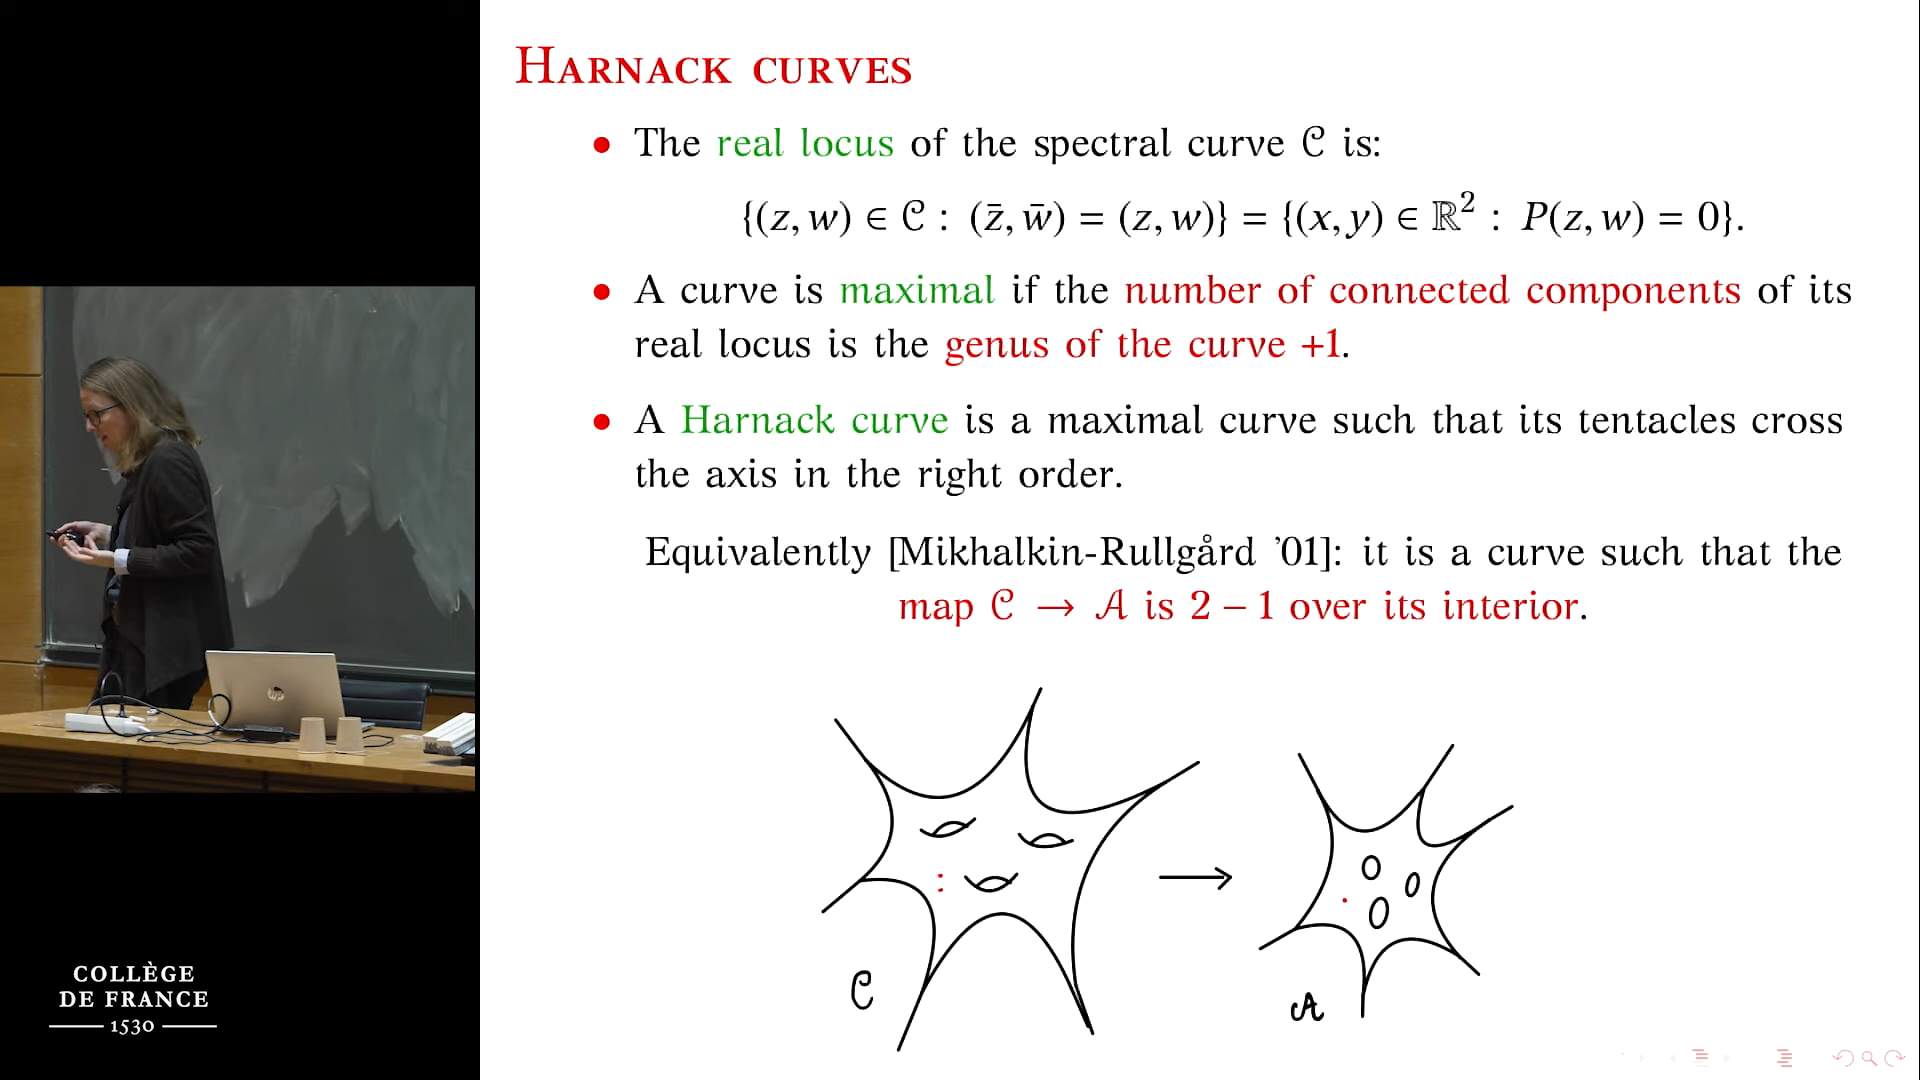 HARNACK CURVES
• The real locus of the spectral curve 𝒞 is:
{(z, w) ∈ 𝒞 : (z̄, w̄) = (z, w)} = {(x, y) ∈ ℝ² : P(z, w) = 0}.
• A curve is maximal if the number of connected components of its
real locus is the genus of the curve +1.
• A Harnack curve is a maximal curve such that its tentacles cross
the axis in the right order.
Equivalently [Mikhalkin-Rullgård ’01]: it is a curve such that the
map 𝒞 → 𝒜 is 2 − 1 over its interior.
𝒞
𝒜
hp
COLLÈGE
DE FRANCE
1530